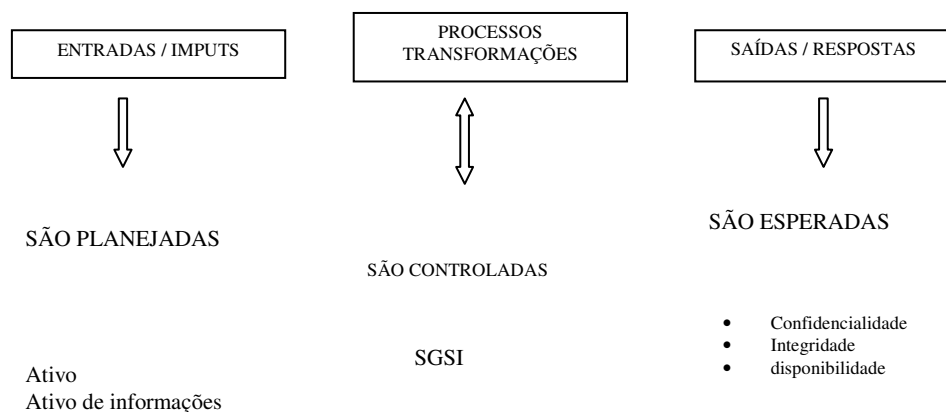 ENTRADAS / IMPUTS
SÃO PLANEJADAS
Ativo
Ativo de informações
PROCESSOS
TRANSFORMAÇÕES
SÃO CONTROLADAS
SGSI
SAÍDAS / RESPOSTAS
SÃO ESPERADAS
• Confidencialidade
• Integridade
• disponibilidade